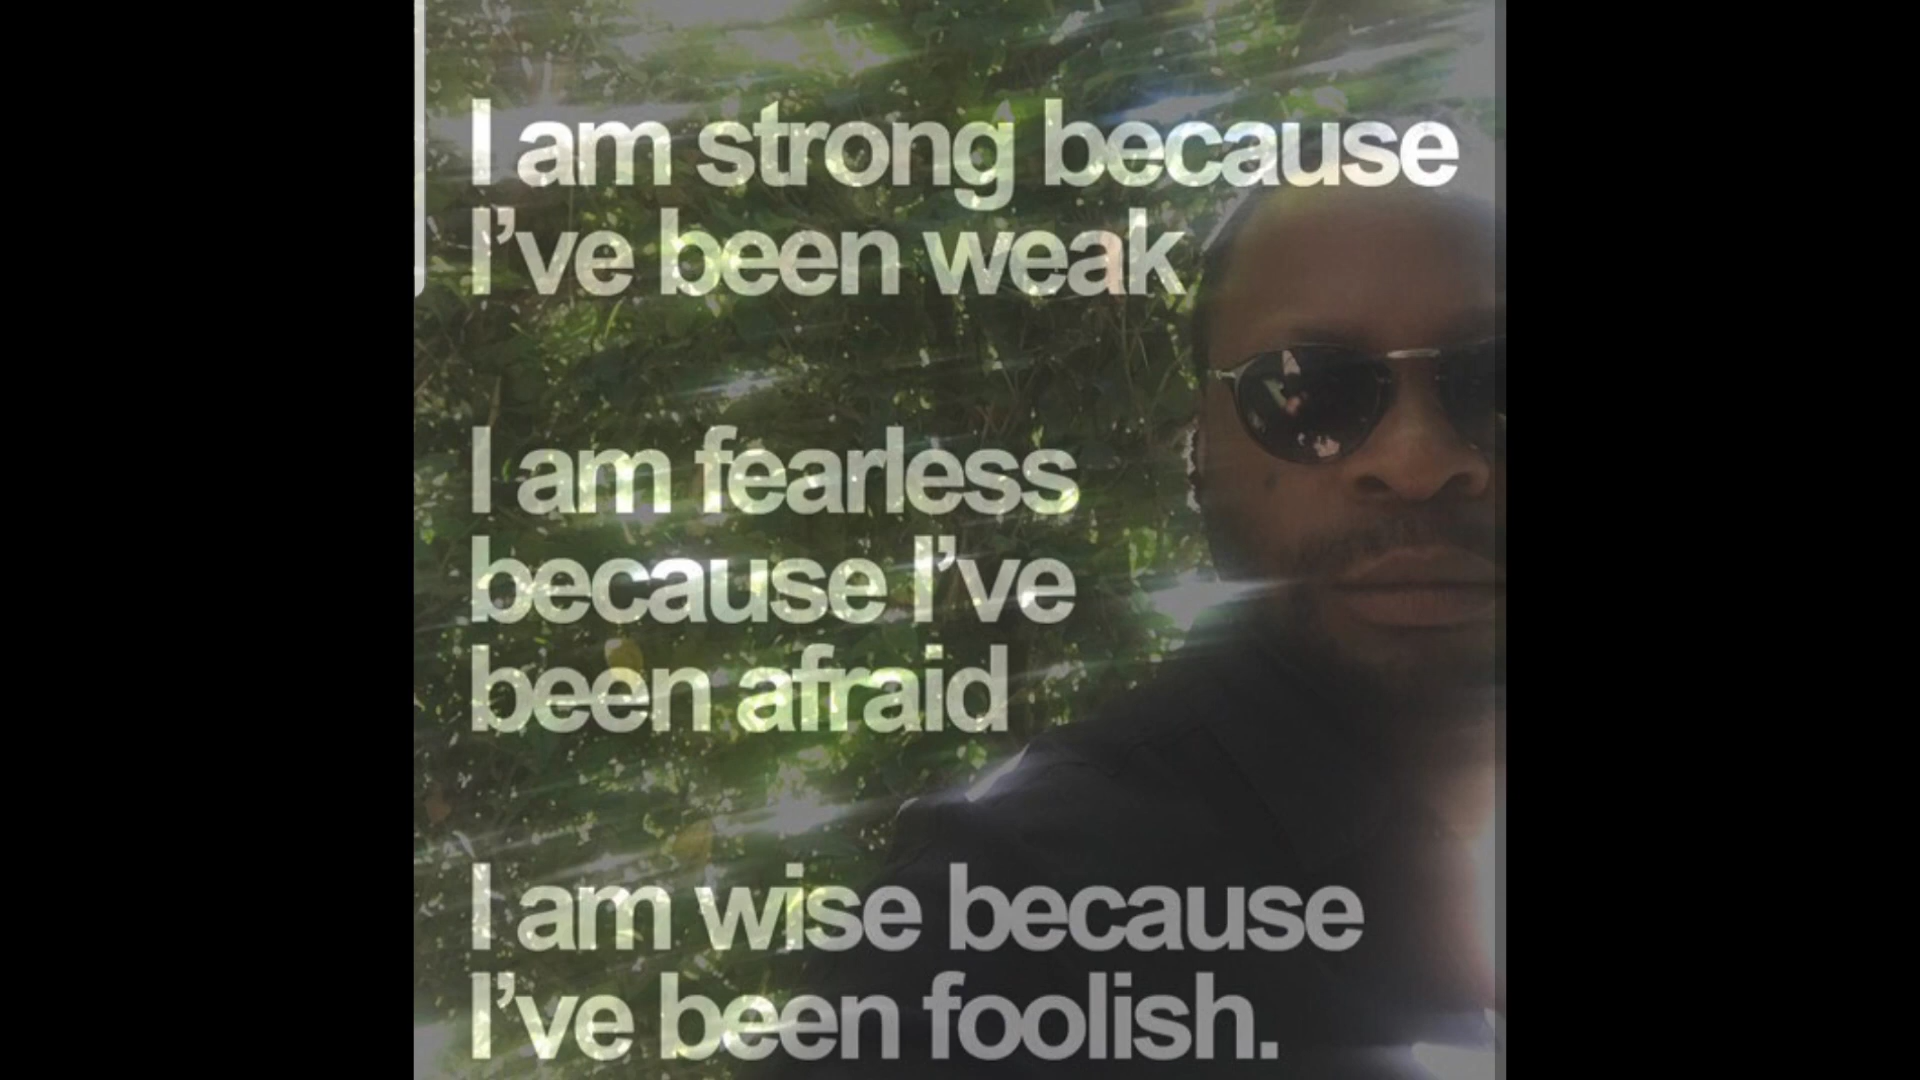 I am strong because
I've been weak
I am fearless
because I've
been afraid
I am wise because
I've been foolish.